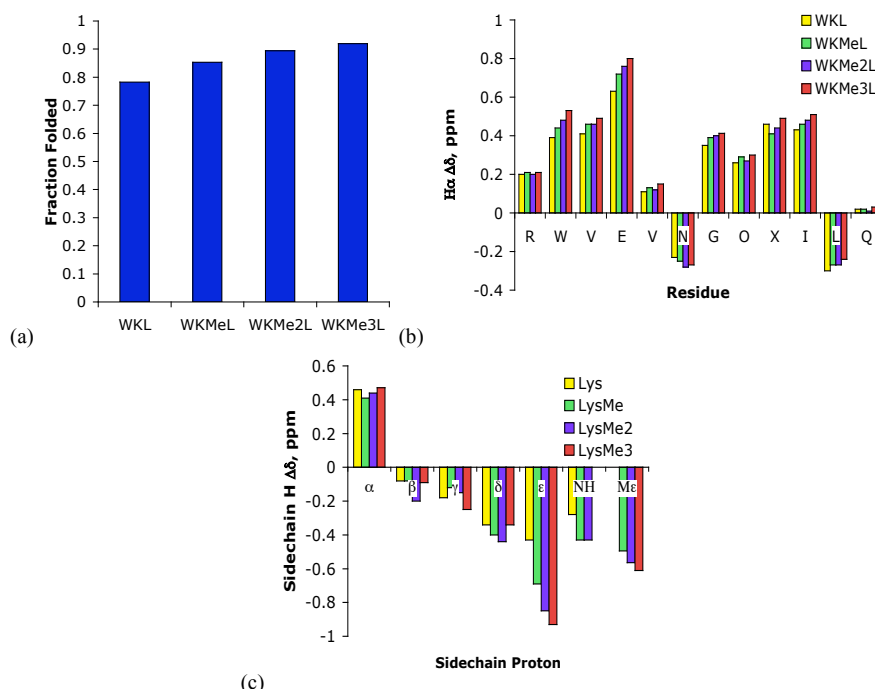 Fraction Folded
1
0.9
0.8
0.7
0.6
0.5
0.4
0.3
0.2
0.1
0
WKL WKMeL WKMe2L WKMe3L
(a)
Hα Δδ, ppm
1
0.8
0.6
0.4
0.2
0
-0.2
-0.4
WKL
WKMeL
WKMe2L
WKMe3L
R W V E V N G O X I L Q
Residue
(b)
Sidechain H Δδ, ppm
0.6
0.4
0.2
0
-0.2
-0.4
-0.6
-0.8
-1
Lys
LysMe
LysMe2
LysMe3
α β γ δ ε NH Mε
Sidechain Proton
(c)